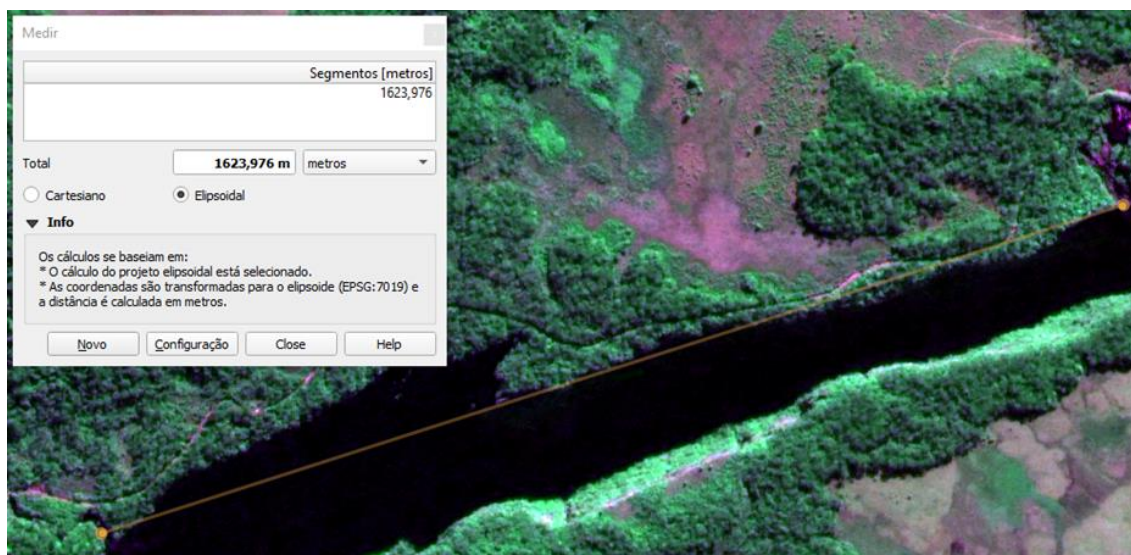 Medir
Segmentos [metros]
1623,976
Total 1623,976 m metros
Cartesiano Elipsoidal
Info
Os cálculos se baseiam em:
* O cálculo do projeto elipsoidal está selecionado.
* As coordenadas são transformadas para o elipsoide (EPSG:7019) e
a distância é calculada em metros.
Novo Configuração Close Help